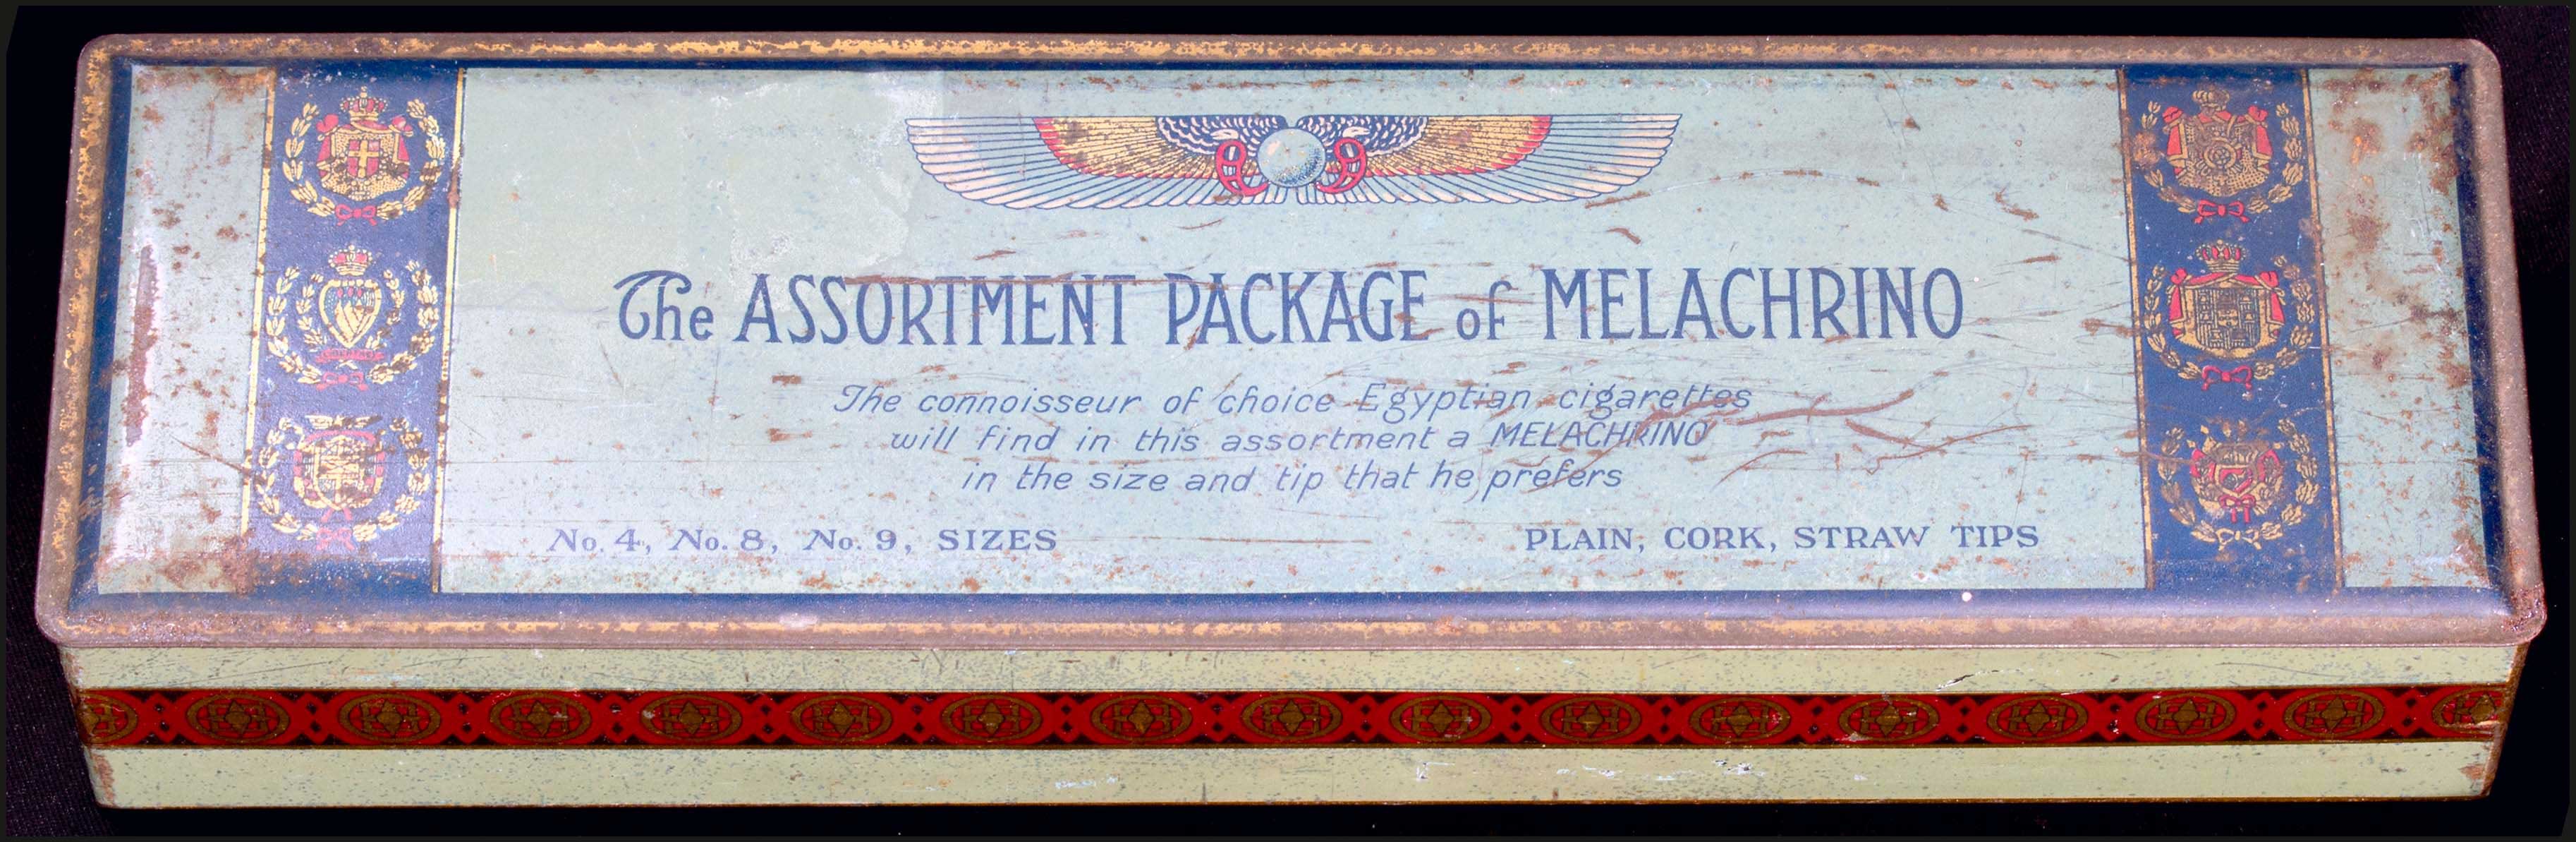 The ASSORTMENT PACKAGE of MELACHRINO
The connoisseur of choice Egyptian cigarettes
will find in this assortment a MELACHRINO
in the size and tip that he prefers
No. 4, No. 8, No. 9, SIZES
PLAIN, CORK, STRAW TIPS